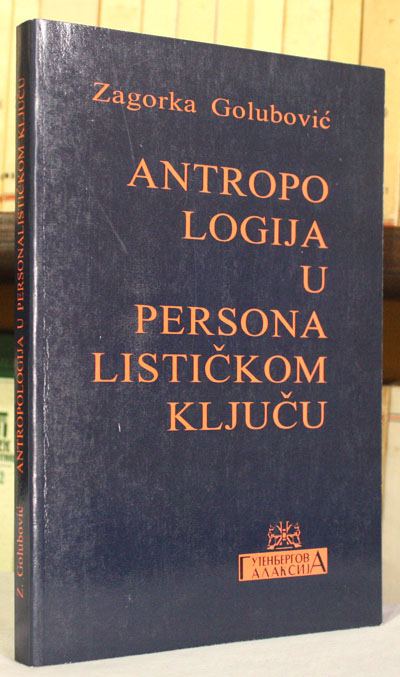 Zagorka Golubović
ANTROPO
LOGIJA
U
PERSONA
LISTIČKOM
KLJUČU
ГУТЕНБЕРГОВА
ГАЛАКСИЈА
Z. Golubović ANTROPOLOGIJA U PERSONALISTIČKOM KLJUČU